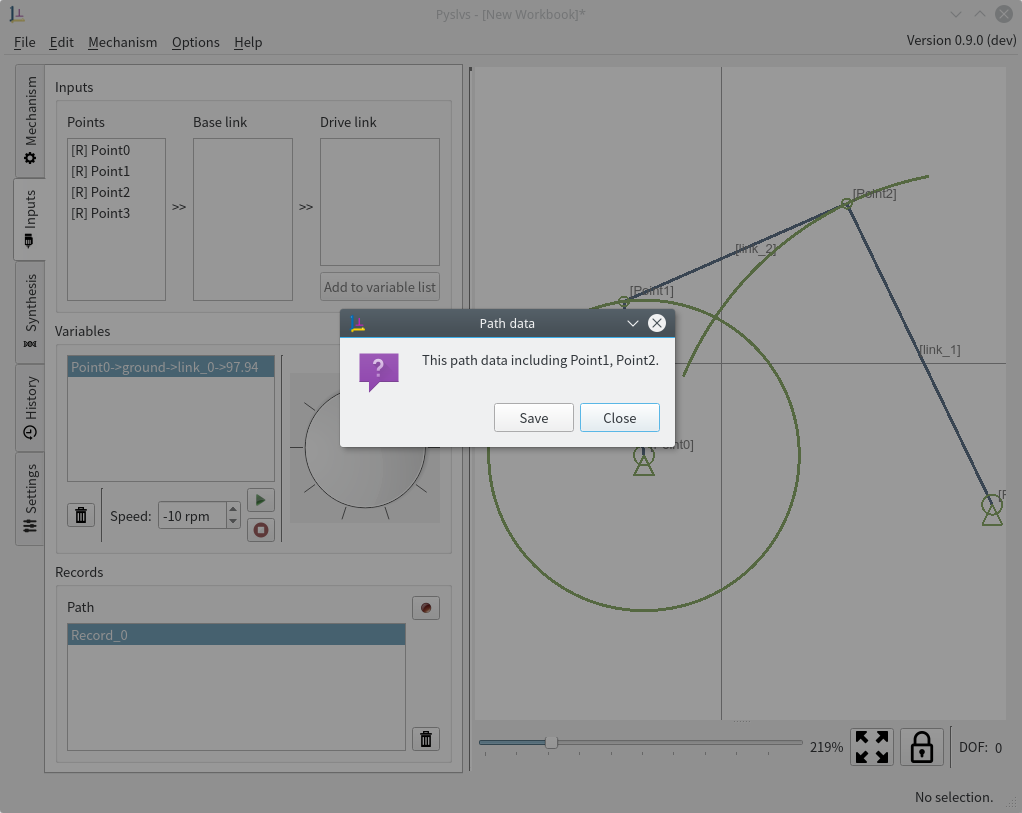 Pyslvs - [New Workbook]*
File Edit Mechanism Options Help
Version 0.9.0 (dev)
Mechanism
Inputs
Synthesis
History
Settings
Inputs
Points
Base link
Drive link
[R] Point0
[R] Point1
[R] Point2
[R] Point3
>>
>>
Add to variable list
Variables
Point0->ground->link_0->97.94
Speed:
-10 rpm
Records
Path
Record_0
[Point2]
[link_2]
[Point1]
[link_1]
Path data
?
This path data including Point1, Point2.
Save
Close
219%
DOF: 0
No selection.